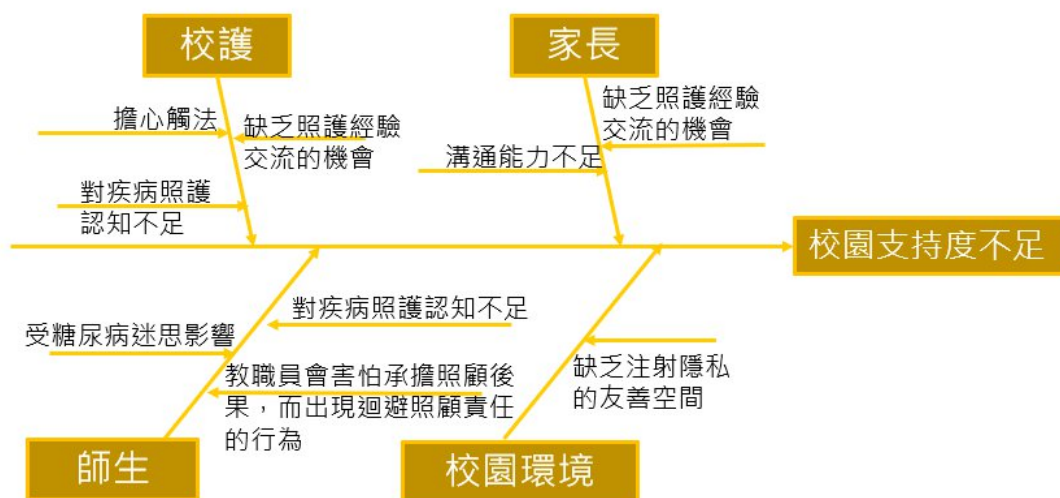 校護
家長
擔心觸法
缺乏照護經驗
交流的機會
對疾病照護
認知不足
缺乏照護經驗
交流的機會
溝通能力不足
校園支持度不足
對疾病照護認知不足
受糖尿病迷思影響
教職員會害怕承擔照顧後
果，而出現迴避照顧責任
的行為
缺乏注射隱私
的友善空間
師生
校園環境